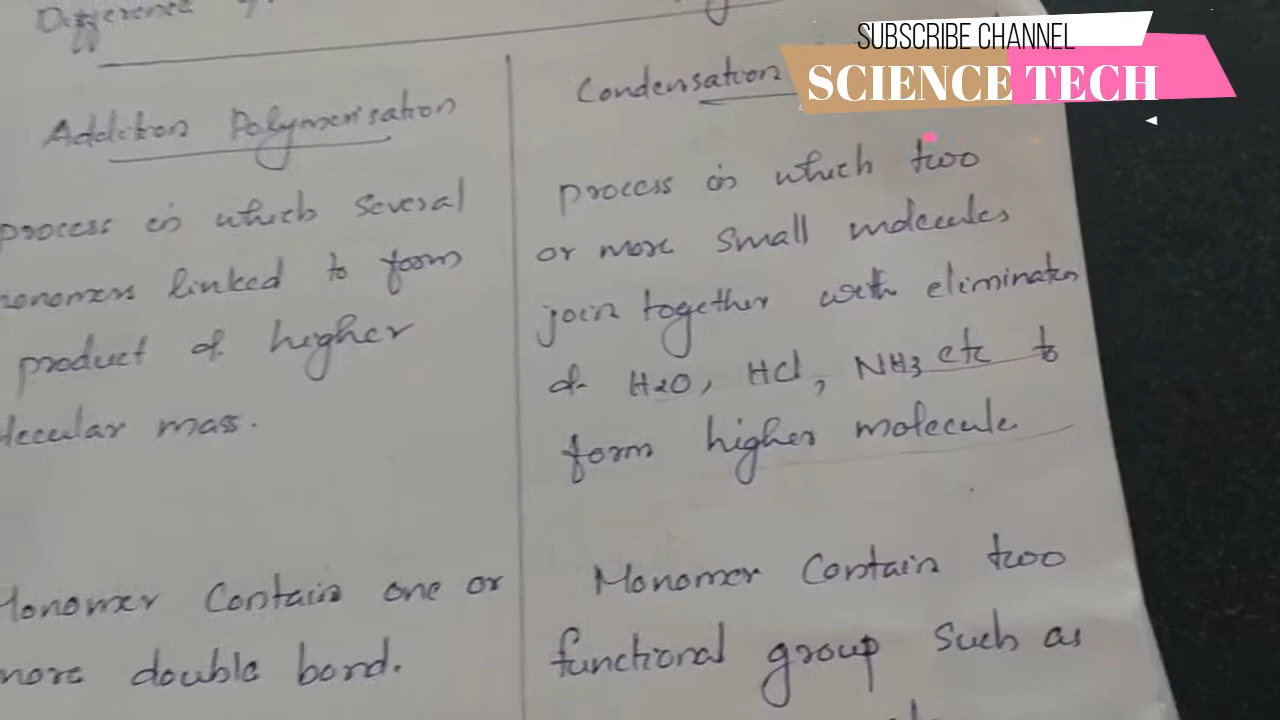 Difference
SUBSCRIBE CHANNEL
SCIENCE TECH
Addition Polymerisation
process in which several
onomers linked to form
product of higher
lecular mass.
Monomer Contain one or
more double bond.
Condensation
process in which two
or more small molecules
join together with elimination
of H2O, HCl, NH3 etc to
form higher molecule
Monomer Contain two
functional group such as